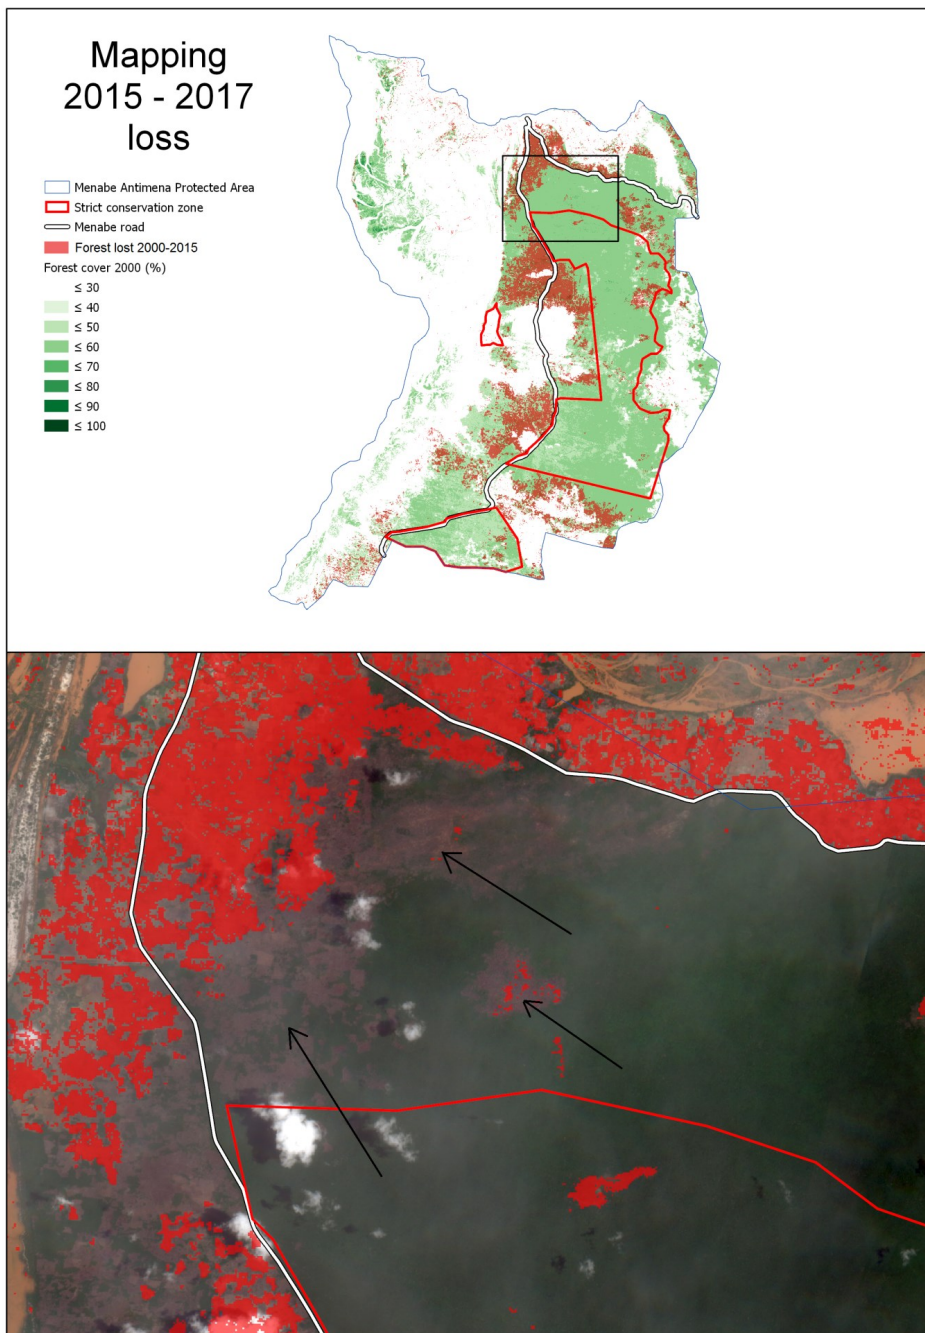 Mapping
2015 - 2017
loss
Menabe Antimena Protected Area
Strict conservation zone
Menabe road
Forest lost 2000-2015
Forest cover 2000 (%)
≤ 30
≤ 40
≤ 50
≤ 60
≤ 70
≤ 80
≤ 90
≤ 100